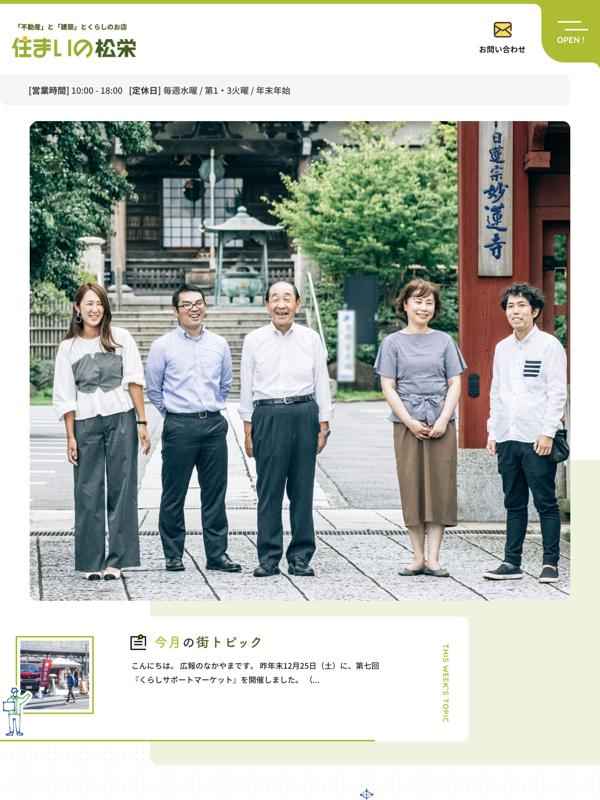 「不動産」と「建築」とくらしのお店
住まいの松栄
お問い合わせ
OPEN !
[営業時間] 10:00 - 18:00 [定休日] 毎週水曜 / 第1・3火曜 / 年末年始
日蓮宗 妙蓮寺
今月の街トピック
こんにちは。 広報のなかやまです。 昨年末12月25日（土）に、第七回
『くらしサポートマーケット』を開催しました。 （...
THIS WEEK'S TOPIC